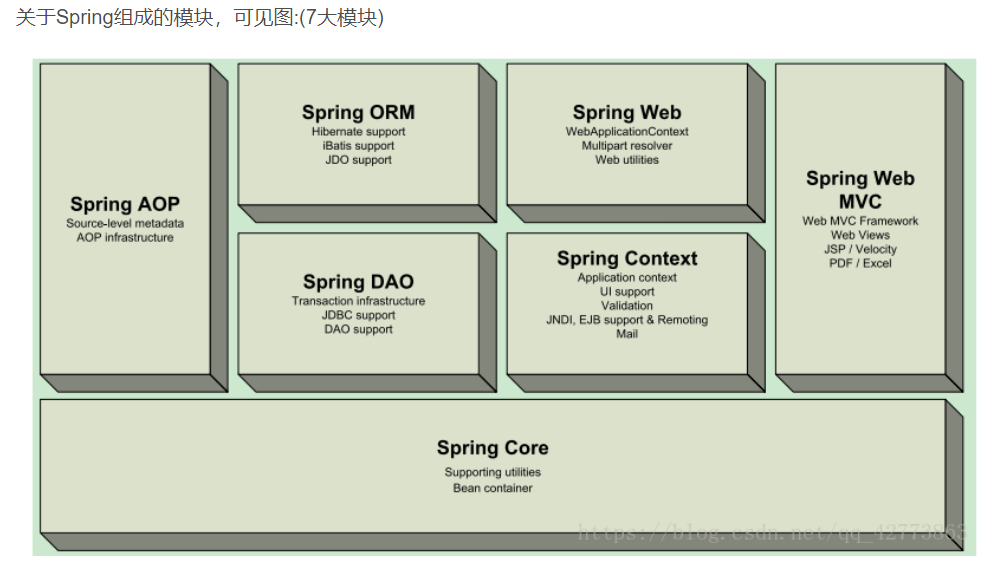 关于Spring组成的模块，可见图:(7大模块)
Spring AOP
Source-level metadata
AOP infrastructure
Spring ORM
Hibernate support
iBatis support
JDO support
Spring Web
WebApplicationContext
Multipart resolver
Web utilities
Spring Web
MVC
Web MVC Framework
Web Views
JSP / Velocity
PDF / Excel
Spring DAO
Transaction infrastructure
JDBC support
DAO support
Spring Context
Application context
UI support
Validation
JNDI, EJB support & Remoting
Mail
Spring Core
Supporting utilities
Bean container
https://blog.csdn.net/qq_42773863